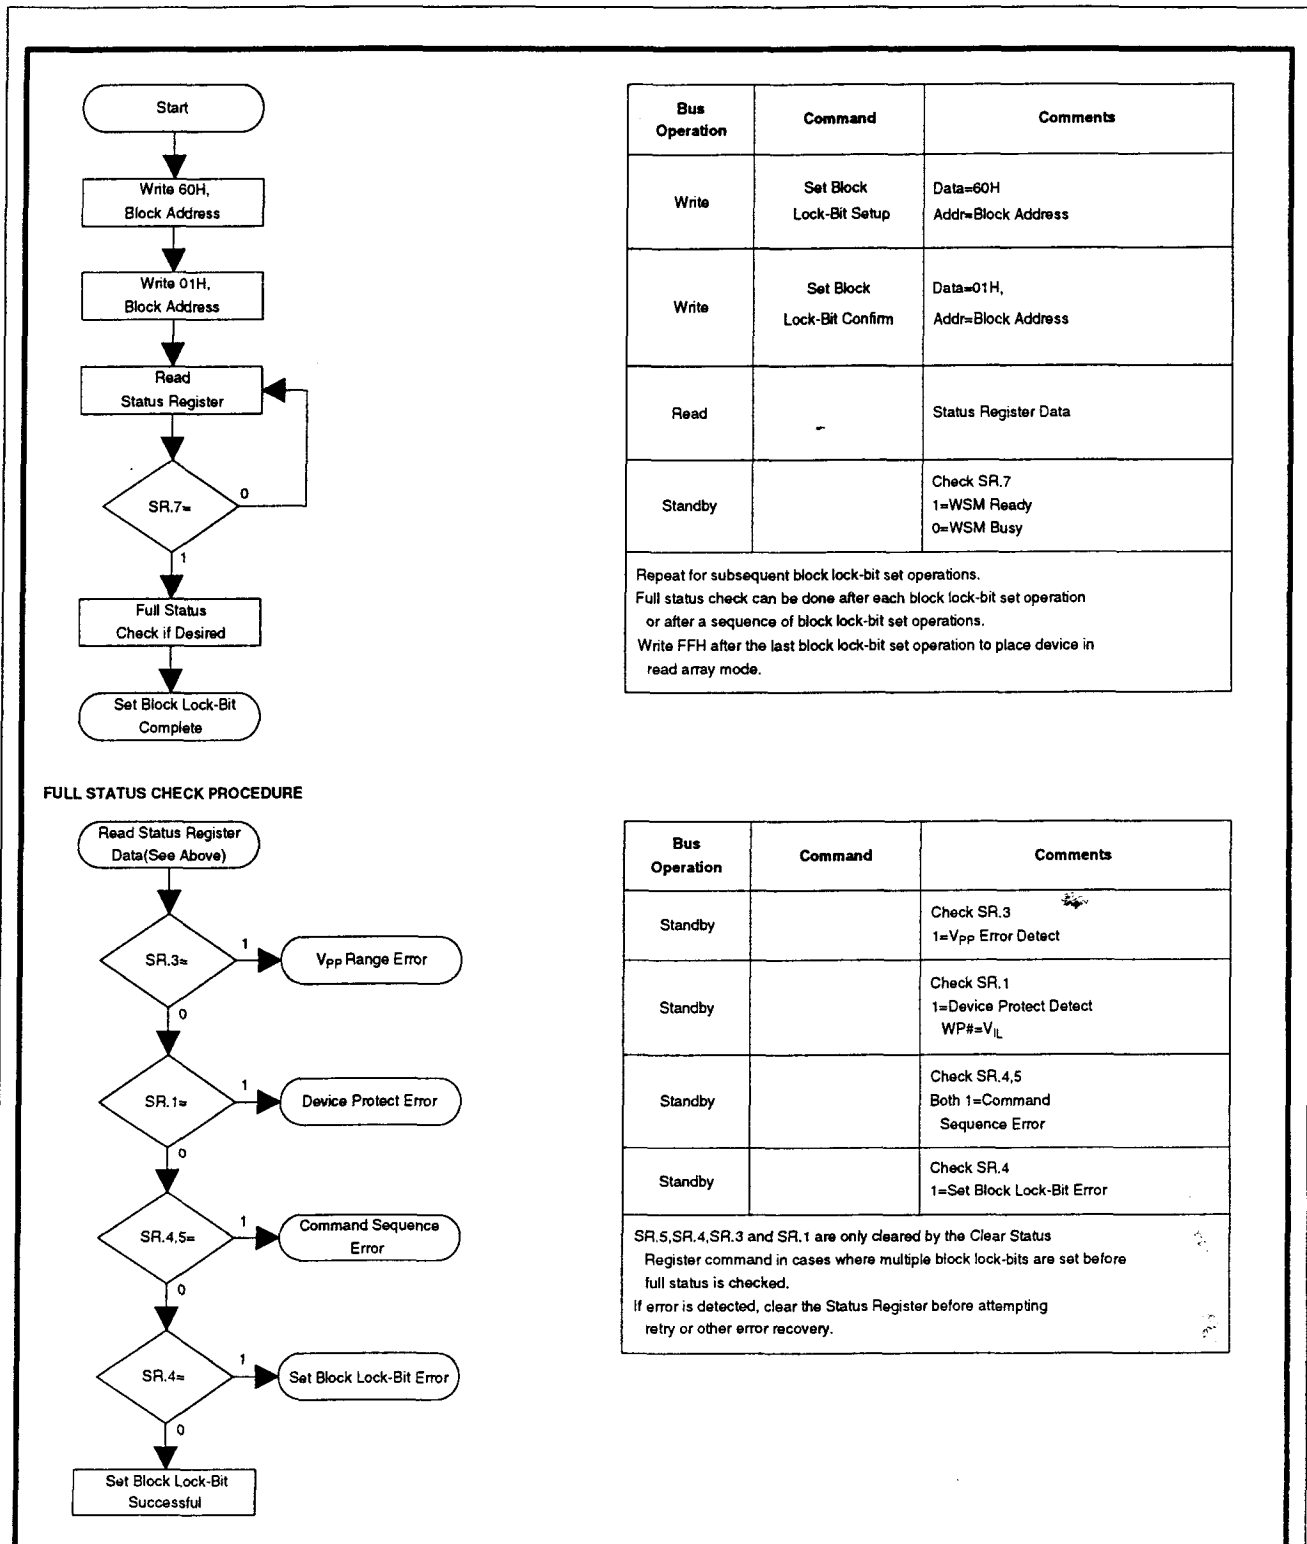 Start
Write 60H,
Block Address
Write 01H,
Block Address
Read
Status Register
SR.7=
0
1
Full Status
Check if Desired
Set Block Lock-Bit
Complete
Bus
Operation
Command
Comments
Write
Set Block
Lock-Bit Setup
Data=60H
Addr=Block Address
Write
Set Block
Lock-Bit Confirm
Data=01H,
Addr=Block Address
Read
Status Register Data
Standby
Check SR.7
1=WSM Ready
0=WSM Busy
Repeat for subsequent block lock-bit set operations.
Full status check can be done after each block lock-bit set operation
or after a sequence of block lock-bit set operations.
Write FFH after the last block lock-bit set operation to place device in
read array mode.
FULL STATUS CHECK PROCEDURE
Read Status Register
Data(See Above)
SR.3=
1
VPP Range Error
0
SR.1=
1
Device Protect Error
0
SR.4,5=
1
Command Sequence
Error
0
SR.4=
1
Set Block Lock-Bit Error
0
Set Block Lock-Bit
Successful
Bus
Operation
Command
Comments
Standby
Check SR.3
1=VPP Error Detect
Standby
Check SR.1
1=Device Protect Detect
WP#=VIL
Standby
Check SR.4,5
Both 1=Command
Sequence Error
Standby
Check SR.4
1=Set Block Lock-Bit Error
SR.5,SR.4,SR.3 and SR.1 are only cleared by the Clear Status
Register command in cases where multiple block lock-bits are set before
full status is checked.
If error is detected, clear the Status Register before attempting
retry or other error recovery.